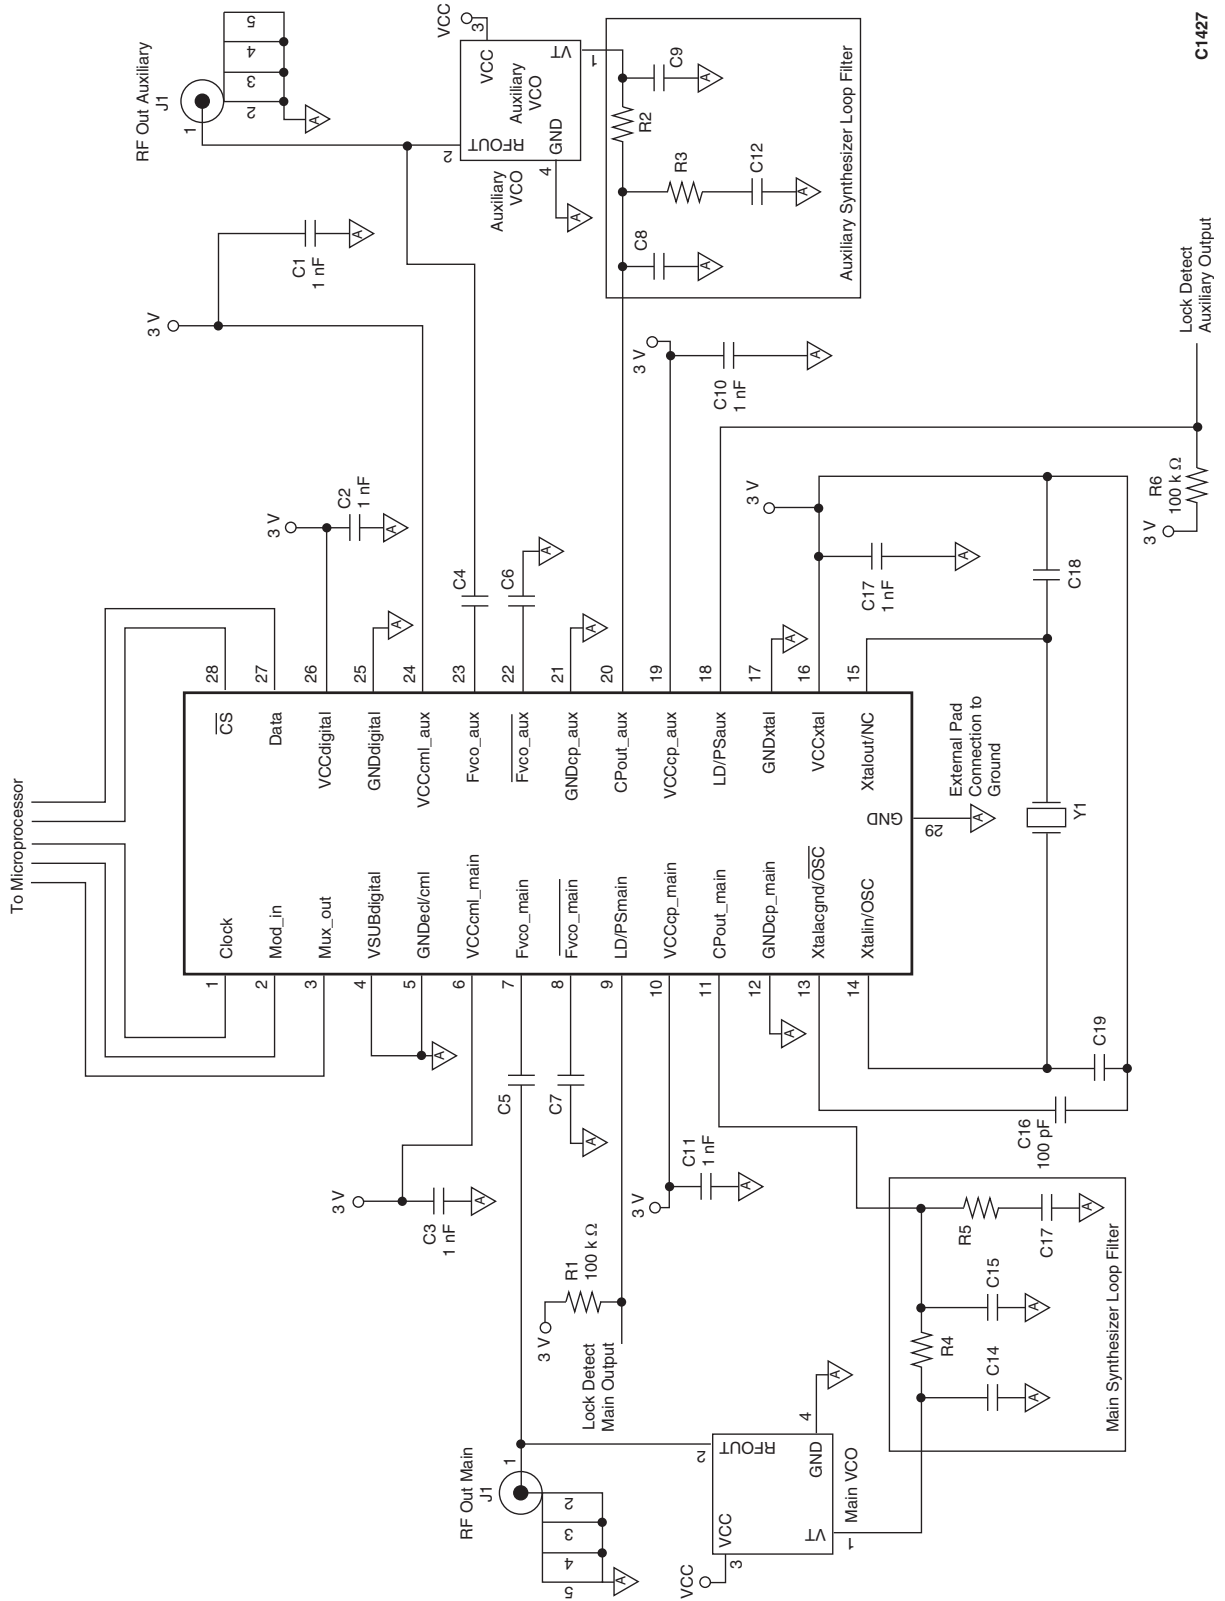 To Microprocessor
RF Out Main
J1
1
2
3
4
5
A
3 V
C3
1 nF
A
3 V
R1
100 k Ω
Lock Detect
Main Output
C5
C7
A
3 V
C11
1 nF
A
VCC
3
VCC
RFOUT
2
GND
4
A
VT
1
Main VCO
C14
A
R4
C15
A
R5
C17
A
Main Synthesizer Loop Filter
A
A
C16
100 pF
C19
1
Clock
2
Mod_in
3
Mux_out
4
VSUBdigital
5
GNDecl/cml
6
VCCcml_main
7
Fvco_main
8
Fvco_main
9
LD/PSmain
10
VCCcp_main
11
CPout_main
12
GNDcp_main
13
Xtalacgnd/OSC
14
Xtalin/OSC
CS
28
Data
27
VCCdigital
26
GNDdigital
25
VCCcml_aux
24
Fvco_aux
23
Fvco_aux
22
GNDcp_aux
21
CPout_aux
20
VCCcp_aux
19
LD/PSaux
18
GNDxtal
17
VCCxtal
16
Xtalout/NC
15
GND
29
A
External Pad
Connection to
Ground
Y1
3 V
C2
1 nF
A
A
C4
C6
A
A
A
3 V
C17
1 nF
A
C18
3 V
C1
1 nF
A
3 V
C10
1 nF
A
3 V
R6
100 k Ω
Lock Detect
Auxiliary Output
RF Out Auxiliary
J1
1
2
3
4
5
A
VCC
3
VCC
Auxiliary
VCO
RFOUT
2
GND
4
A
VT
1
Auxiliary
VCO
C8
A
R3
C12
A
R2
C9
A
Auxiliary Synthesizer Loop Filter
C1427